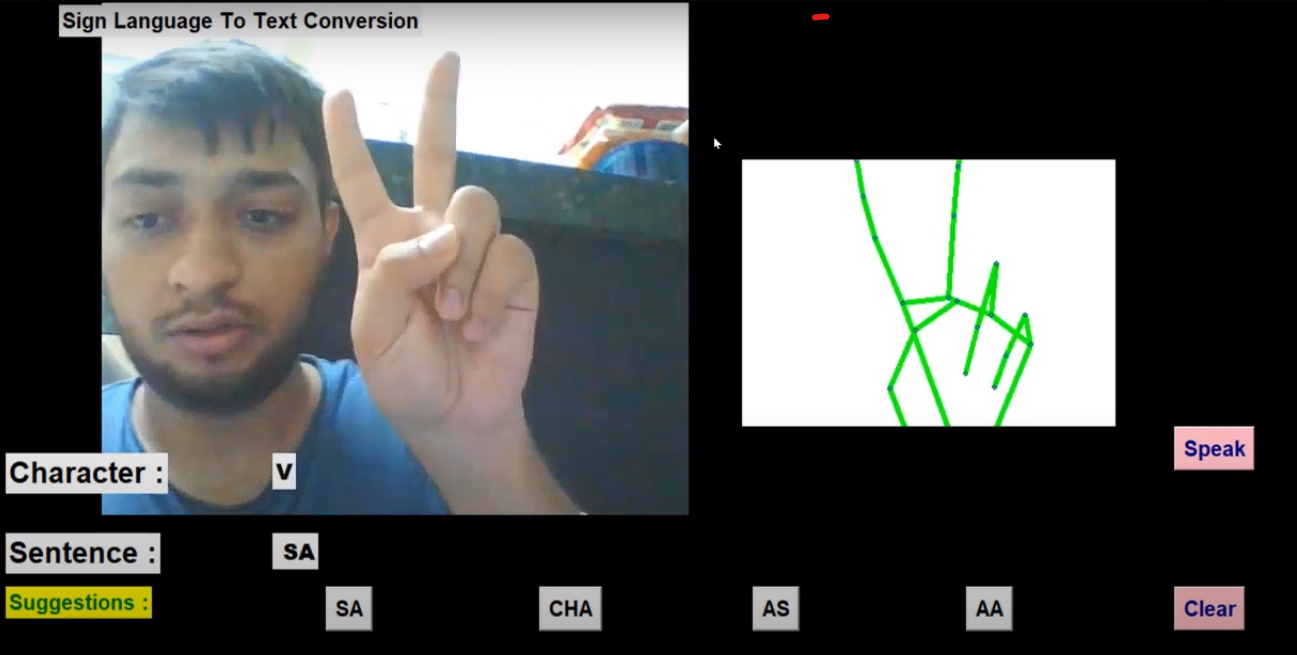 Sign Language To Text Conversion
Character : V
Speak
Sentence : SA
Suggestions : SA CHA AS AA Clear